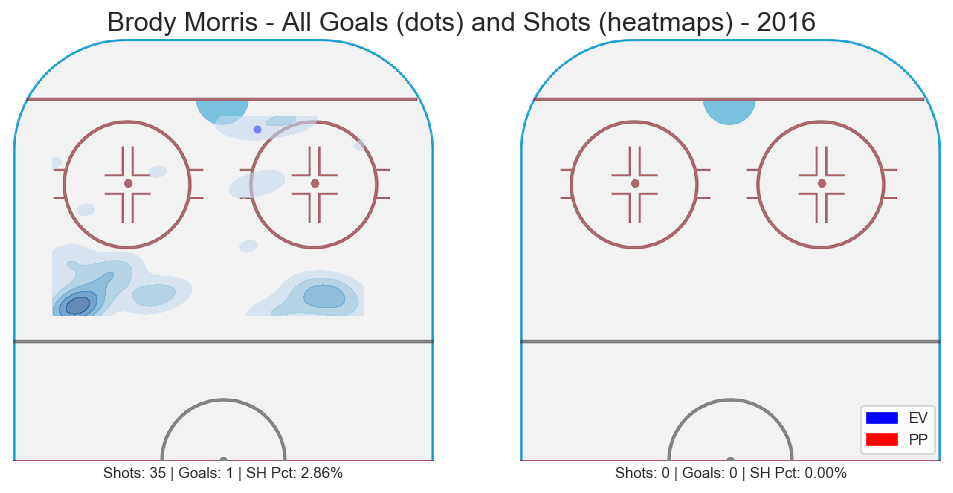 Brody Morris - All Goals (dots) and Shots (heatmaps) - 2016
EV
PP
Shots: 35 | Goals: 1 | SH Pct: 2.86%
Shots: 0 | Goals: 0 | SH Pct: 0.00%